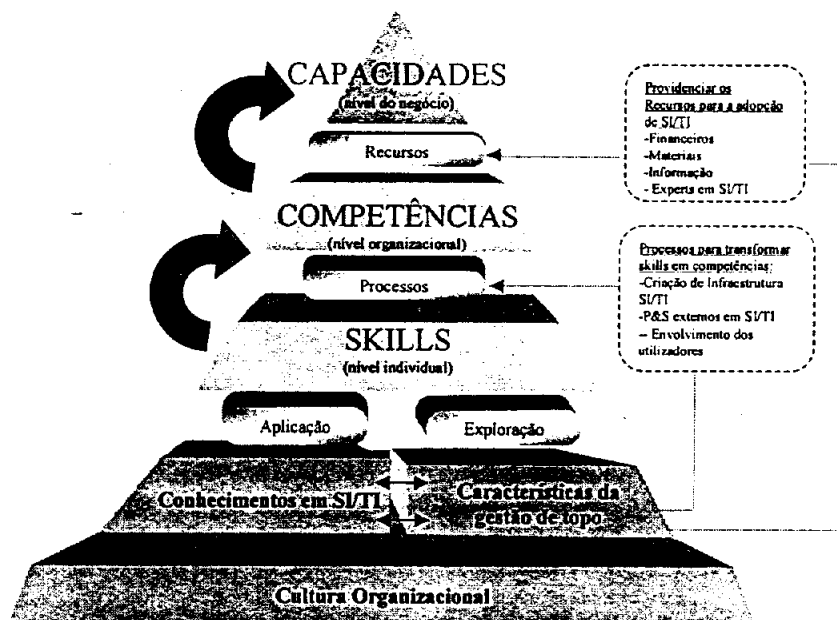 CAPACIDADES
(nível do negócio)
Recursos
COMPETÊNCIAS
(nível organizacional)
Processos
SKILLS
(nível individual)
Aplicação
Exploração
Conhecimentos em SI/TI
Características da
gestão de topo
Cultura Organizacional
Providenciar os
Recursos para a adopção
de SI/TI
-Financeiros
-Materiais
-Informação
- Experts em SI/TI
Processos para transformar
skills em competências:
-Criação de Infraestrutura
SI/TI
-P&S externos em SI/TI
-- Envolvimento dos
utilizadores